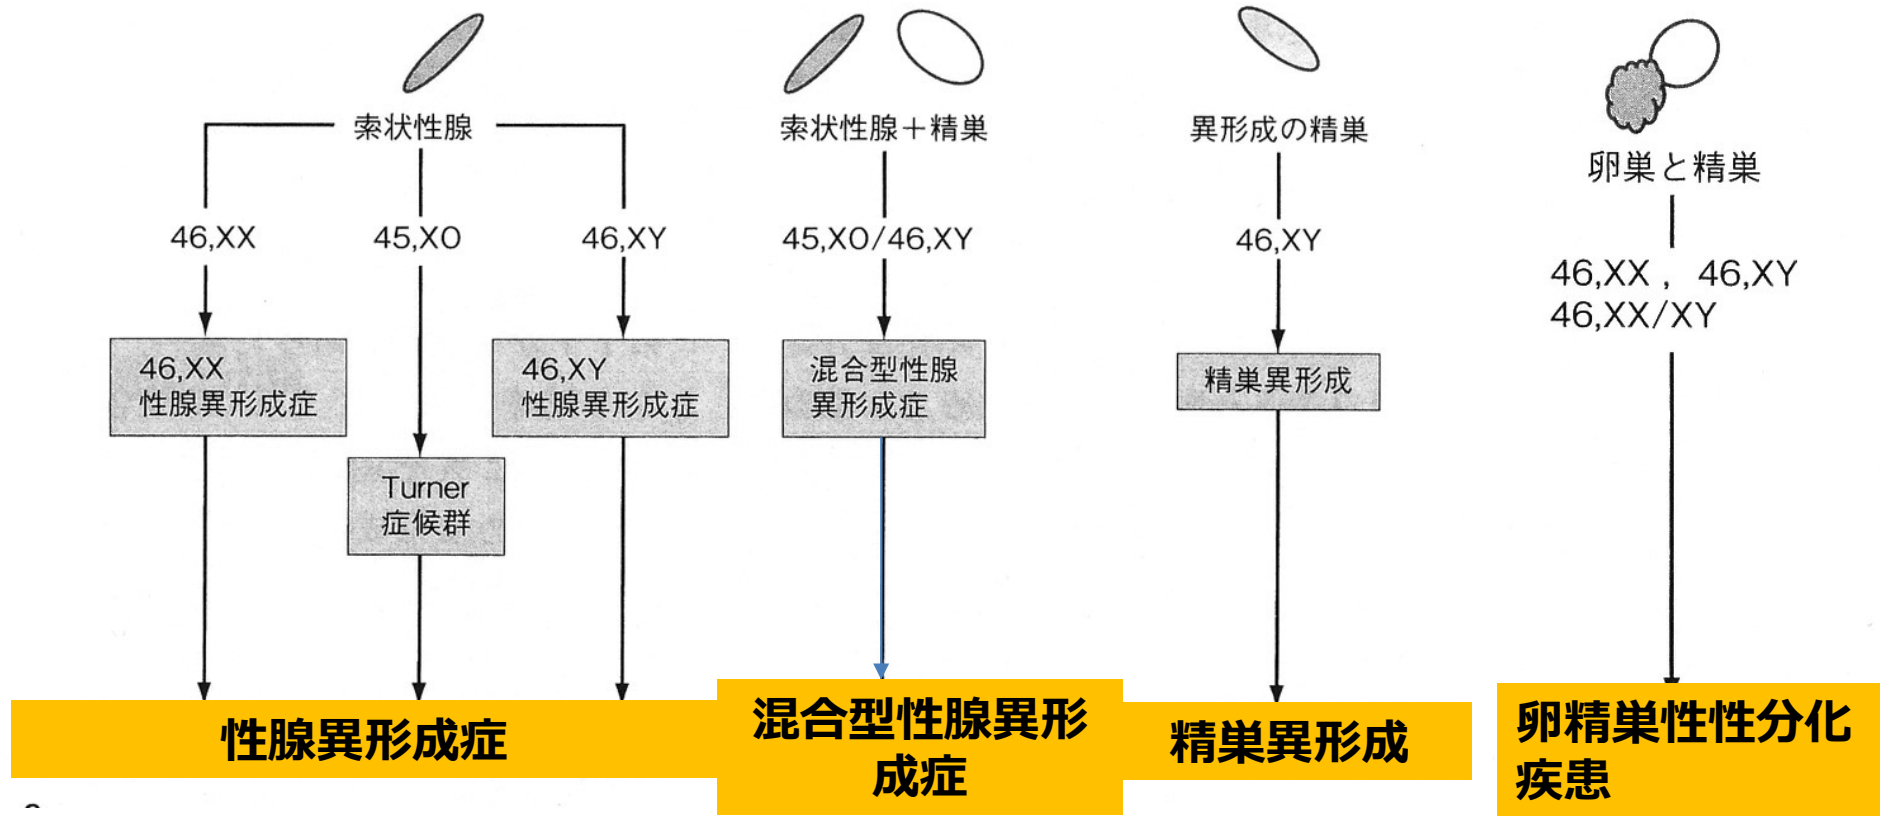 索状性腺
索状性腺＋精巣
異形成の精巣
卵巣と精巣
46,XX
45,XO
46,XY
45,XO/46,XY
46,XY
46,XX , 46,XY
46,XX/XY
46,XX
性腺異形成症
46,XY
性腺異形成症
混合型性腺
異形成症
精巣異形成
Turner
症候群
性腺異形成症
混合型性腺異形
成症
精巣異形成
卵精巣性性分化
疾患